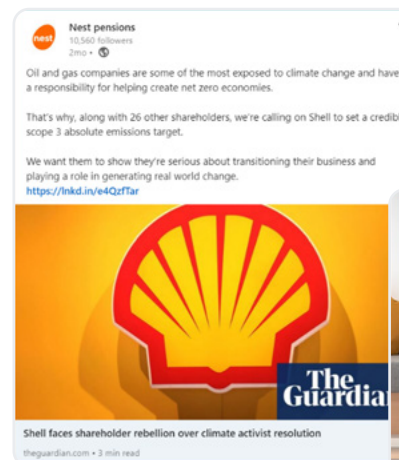 nest
Nest pensions
10,560 followers
2mo •
Oil and gas companies are some of the most exposed to climate change and have
a responsibility for helping create net zero economies.
That's why, along with 26 other shareholders, we're calling on Shell to set a credib
scope 3 absolute emissions target.
We want them to show they're serious about transitioning their business and
playing a role in generating real world change.
https://lnkd.in/e4QzfTar
The
Guardia
Shell faces shareholder rebellion over climate activist resolution
theguardian.com • 3 min read